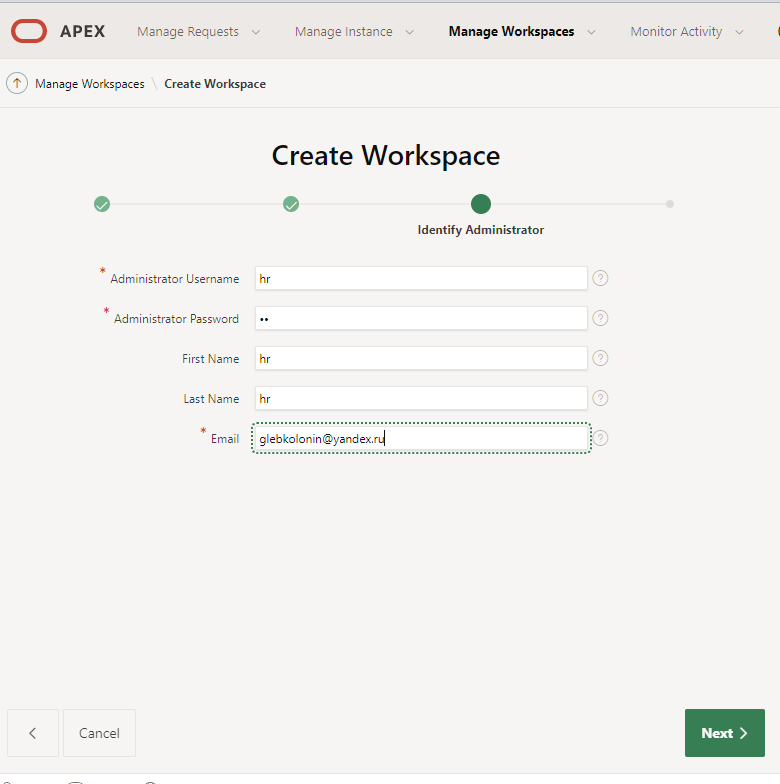 APEX Manage Requests Manage Instance Manage Workspaces Monitor Activity
Manage Workspaces \ Create Workspace
Create Workspace
Identify Administrator
* Administrator Username hr ?
* Administrator Password •• ?
First Name hr ?
Last Name hr ?
* Email glebkolonin@yandex.ru ?
Cancel Next